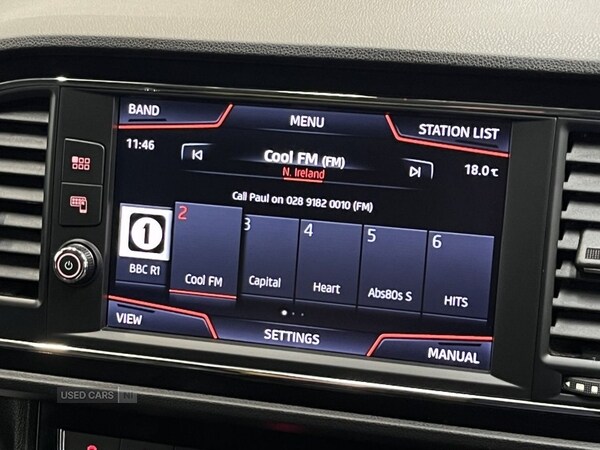 BAND
MENU
STATION LIST
11:46
Cool FM (FM)
N. Ireland
18.0 °C
Call Paul on 028 9182 0010 (FM)
1
BBC R1
2
Cool FM
3
Capital
4
Heart
5
Abs80s S
6
HITS
VIEW
SETTINGS
MANUAL
USED CARS NI